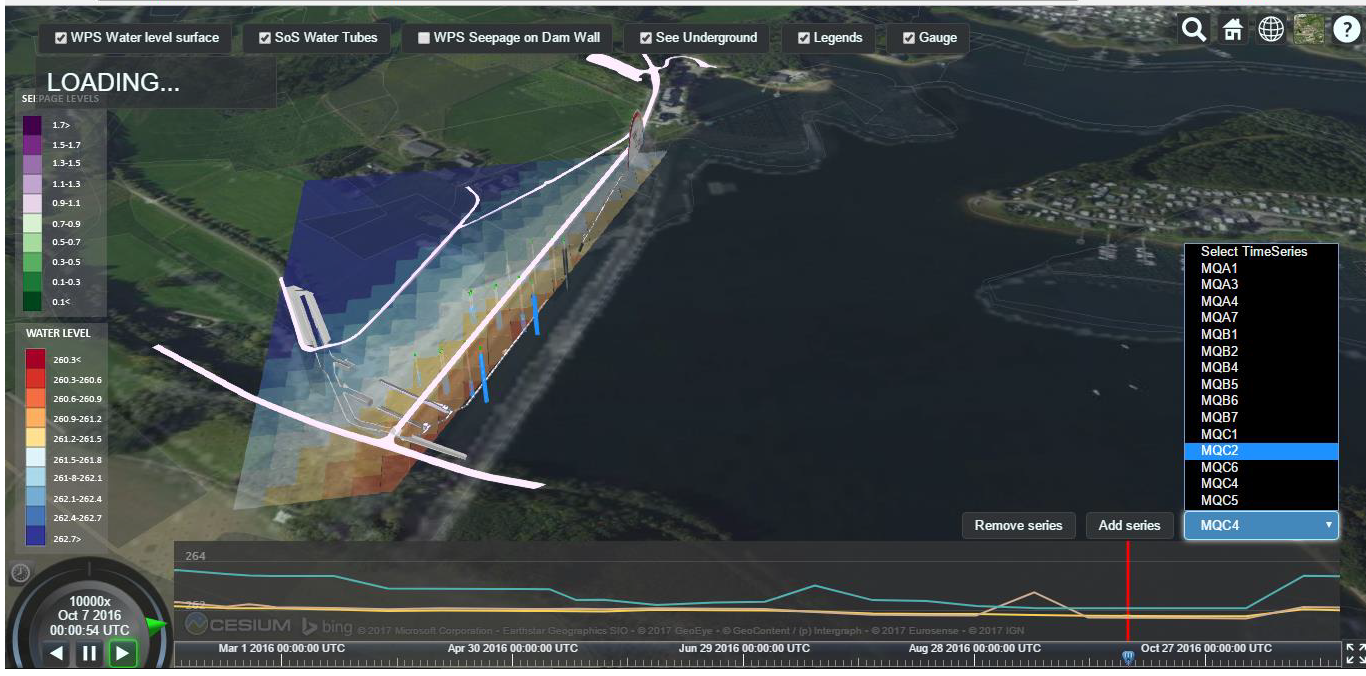 WPS Water level surface
SoS Water Tubes
WPS Seepage on Dam Wall
See Underground
Legends
Gauge
?
LOADING...
SEEPAGE LEVELS
1.7>
1.5-1.7
1.3-1.5
1.1-1.3
0.9-1.1
0.7-0.9
0.5-0.7
0.3-0.5
0.1-0.3
0.1<
WATER LEVEL
260.3<
260.3-260.6
260.6-260.9
260.9-261.2
261.2-261.5
261.5-261.8
261-8-262.1
262.1-262.4
262.4-262.7
262.7>
Select TimeSeries
MQA1
MQA3
MQA4
MQA7
MQB1
MQB2
MQB4
MQB5
MQB6
MQB7
MQC1
MQC2
MQC6
MQC4
MQC5
Remove series
Add series
MQC4
264
262
10000x
Oct 7 2016
00:00:54 UTC
CESIUM bing © 2017 Microsoft Corporation - Earthstar Geographics SIO - © 2017 GeoEye - © GeoContent / (p) Intergraph - © 2017 Eurosense - © 2017 IGN
Mar 1 2016 00:00:00 UTC
Apr 30 2016 00:00:00 UTC
Jun 29 2016 00:00:00 UTC
Aug 28 2016 00:00:00 UTC
Oct 27 2016 00:00:00 UTC